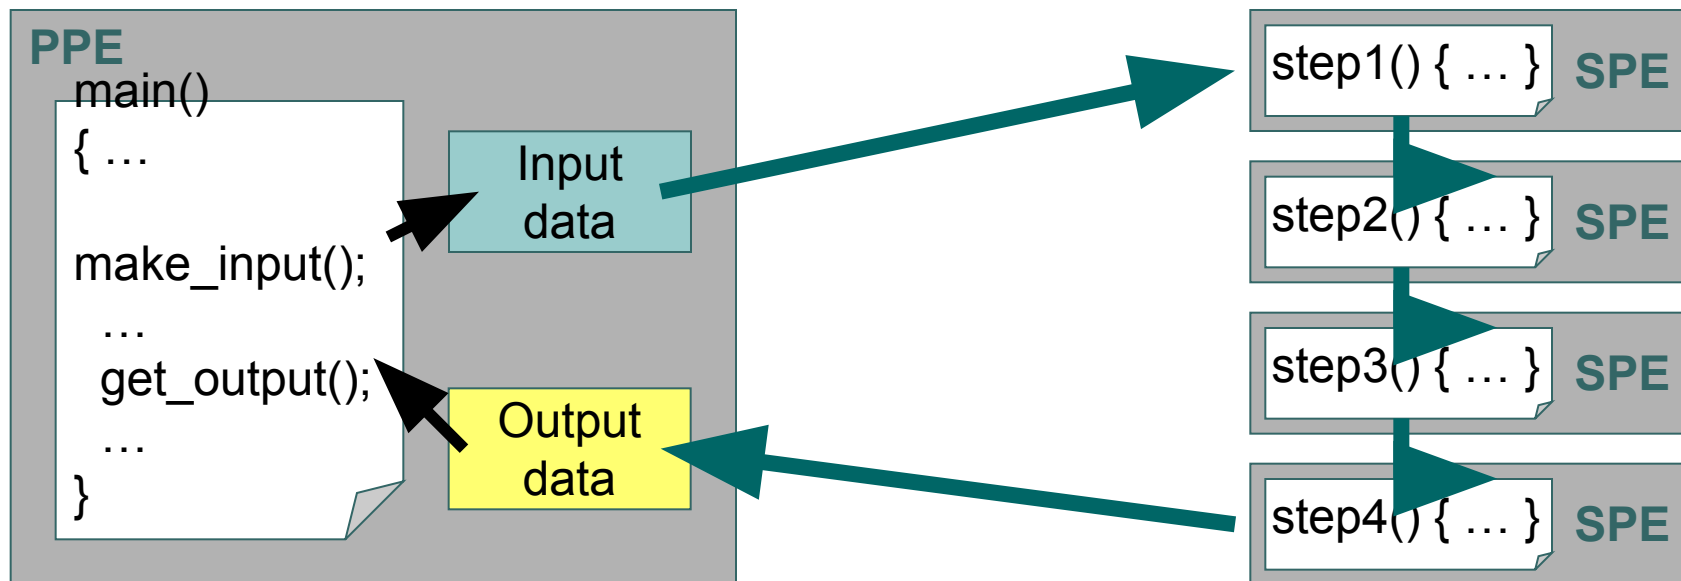 PPE
main()
{ …
make_input();
…
get_output();
…
}
Input
data
Output
data
step1() { … }
SPE
step2() { … }
SPE
step3() { … }
SPE
step4() { … }
SPE